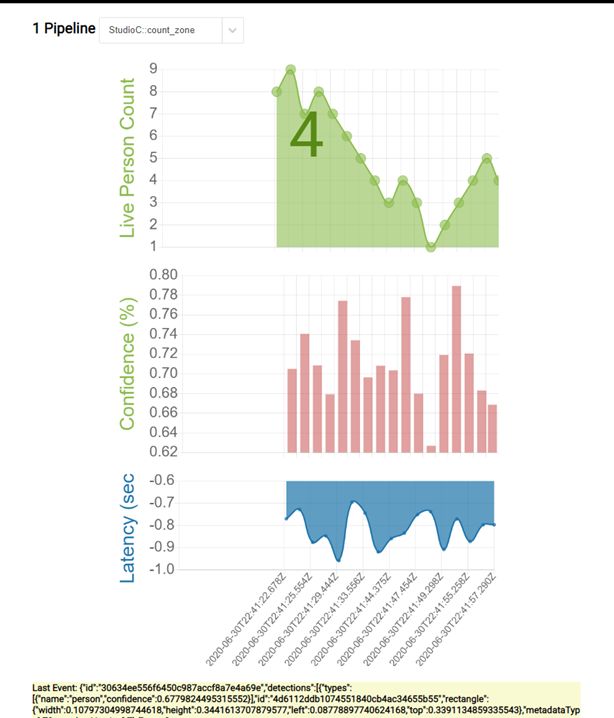 1 Pipeline StudioC::count_zone
Live Person Count
9
8
7
6
5
4
3
2
1
4
Confidence (%)
0.80
0.78
0.76
0.74
0.72
0.70
0.68
0.66
0.64
0.62
Latency (sec
-0.6
-0.7
-0.8
-0.9
-1.0
2020-06-30T22:41:22.678Z
2020-06-30T22:41:25.554Z
2020-06-30T22:41:29.444Z
2020-06-30T22:41:33.556Z
2020-06-30T22:41:44.375Z
2020-06-30T22:41:47.454Z
2020-06-30T22:41:49.298Z
2020-06-30T22:41:55.258Z
2020-06-30T22:41:57.290Z
Last Event: {"id":"30634ee556f6450c987accf8a7e4a69e","detections":[{"types":
[{"name":"person","confidence":0.6779824495315552}],"id":"4d6112ddb1074551840cb4ac34655b55","rectangle":
{"width":0.10797304998744618,"height":0.3441613707879577,"left":0.08778897740624168,"top":0.3391134859335543},"metadataTyp